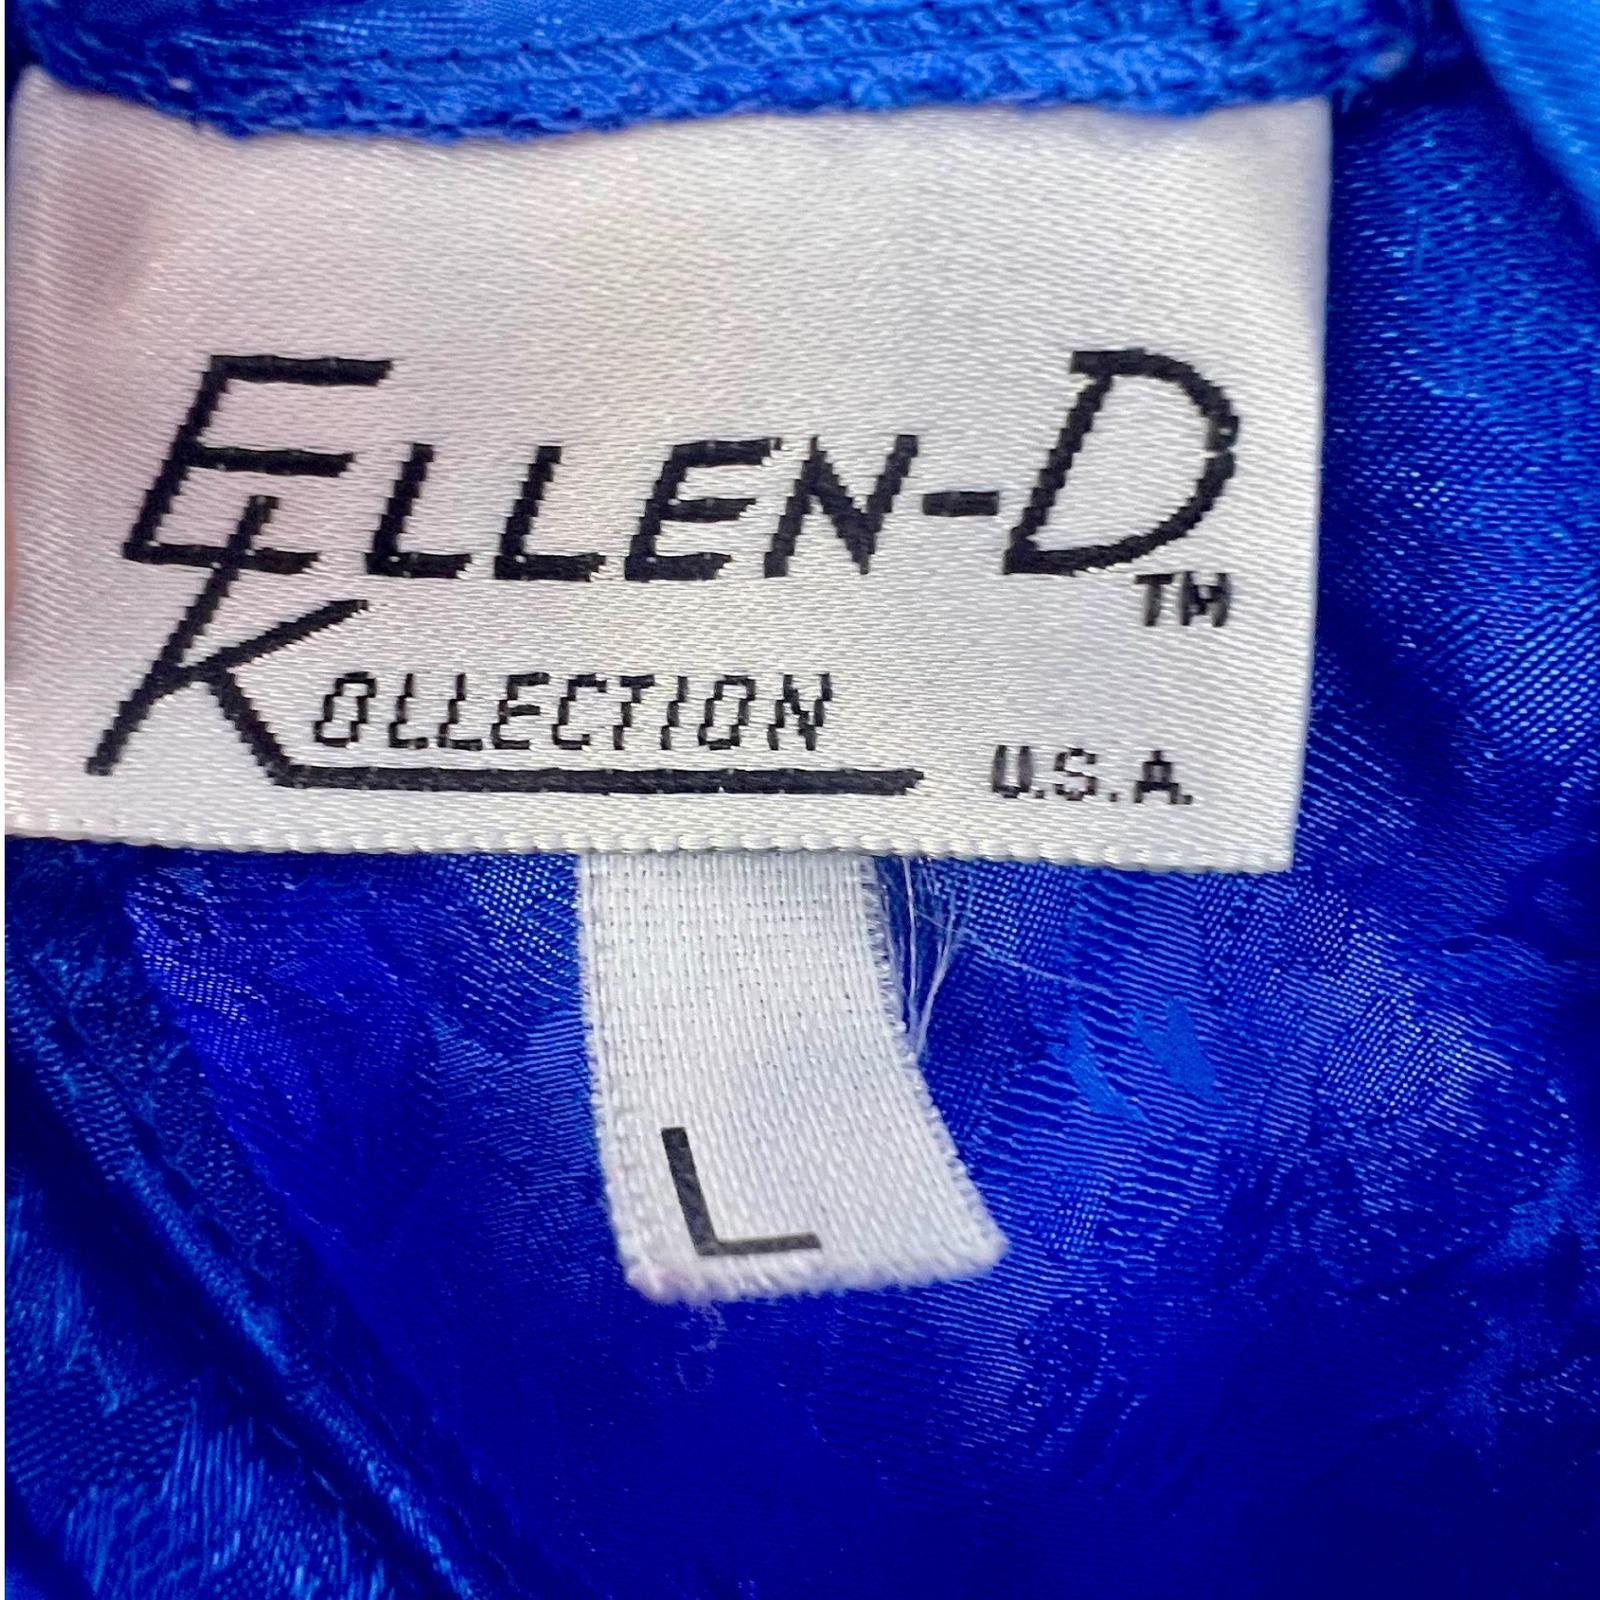 ELLEN-D
TM
KOLLECTION
U.S.A.
L